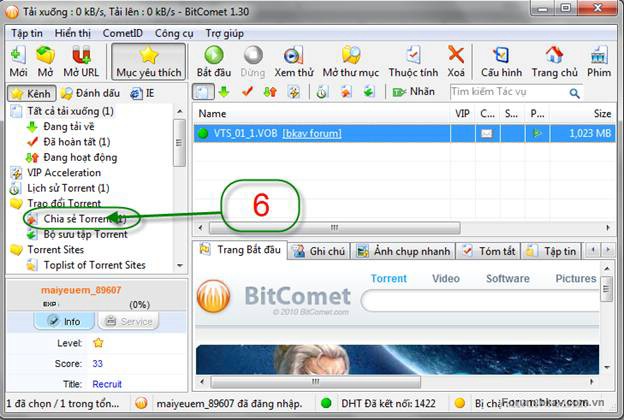 Tải xuống : 0 kB/s, Tải lên : 0 kB/s - BitComet 1.30
Tập tin Hiển thị CometID Công cụ Trợ giúp
Mới Mở Mở URL Mục yêu thích Bắt đầu Dừng Xem thử Mở thư mục Thuộc tính Xoá Cấu hình Trang chủ Phim
Kênh Đánh dấu IE
Nhãn Tìm kiếm Tác vụ
Tất cả tải xuống (1)
Đang tải về
Đã hoàn tất (1)
Đang hoạt động
VIP Acceleration
Lịch sử Torrent (1)
Trao đổi Torrent
Chia sẻ Torrent (1)
Bộ sưu tập Torrent
Torrent Sites
Toplist of Torrent Sites
6
Name VIP C... S... P... Size
VTS_01_1.VOB [bkav forum] 1,023 MB
maiyeuem_89607
EXP: (0%)
Info Service
Level:
Score: 33
Title: Recruit
Trang Bắt đầu Ghi chú Ảnh chụp nhanh Tóm tắt Tập tin
Torrent Video Software Pictures
BitComet
© 2010 BitComet.com
1 đã chọn / 1 trong tổn... maiyeuem_89607 đã đăng nhập. DHT Đã kết nối: 1422 Bị ch
Forum.bkav.com.vn